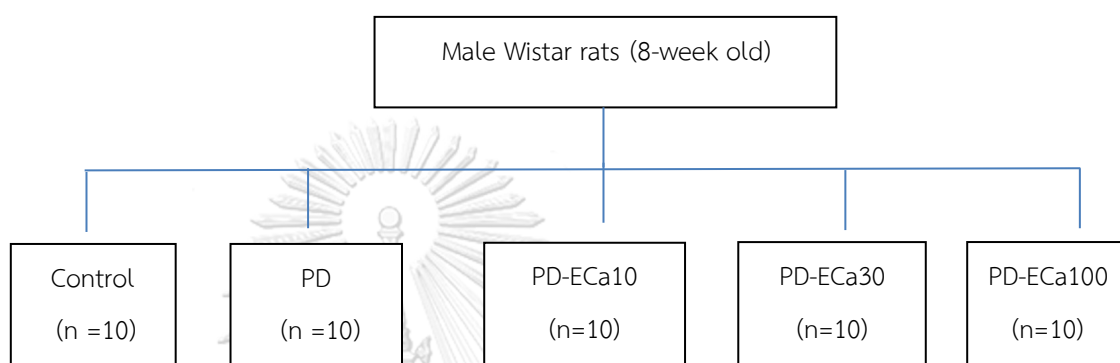 Male Wistar rats (8-week old)
Control
(n =10)
PD
(n =10)
PD-ECa10
(n=10)
PD-ECa30
(n=10)
PD-ECa100
(n=10)